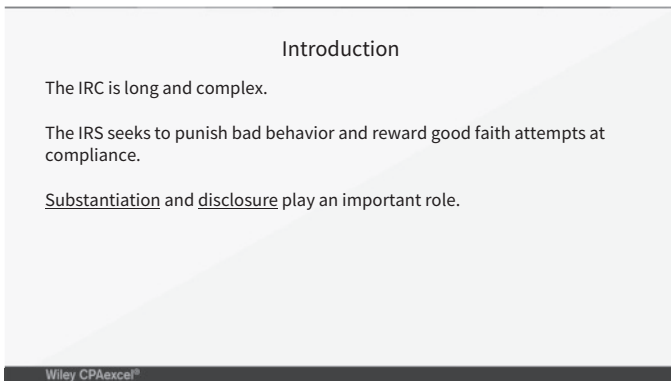 Introduction
The IRC is long and complex.
The IRS seeks to punish bad behavior and reward good faith attempts at
compliance.
Substantiation and disclosure play an important role.
Wiley CPAexcel®